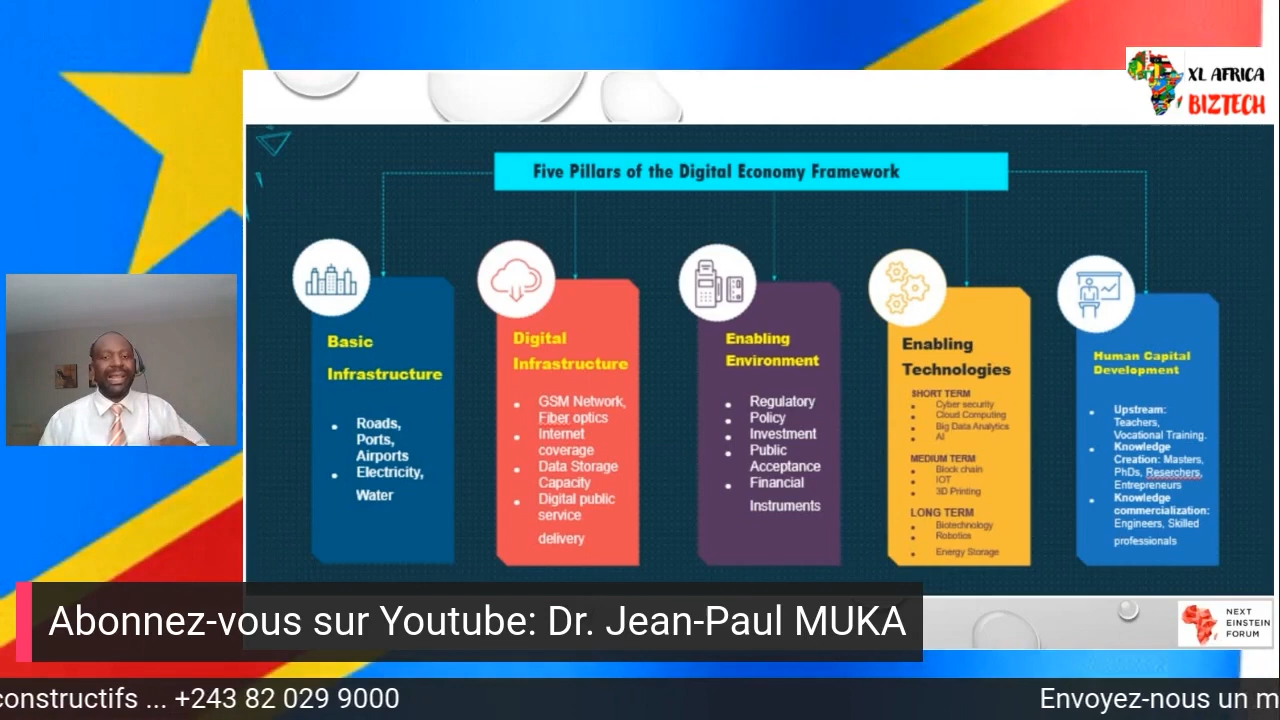 XL AFRICA
BIZTECH
Five Pillars of the Digital Economy Framework
Basic
Infrastructure
Roads,
Ports,
Airports
Electricity,
Water
Digital
Infrastructure
GSM Network,
Fiber optics
Internet
coverage
Data Storage
Capacity
Digital public
service
delivery
Enabling
Environment
Regulatory
Policy
Investment
Public
Acceptance
Financial
Instruments
Enabling
Technologies
SHORT TERM
Cyber security
Cloud Computing
Big Data Analytics
AI
MEDIUM TERM
Block chain
IOT
3D Printing
LONG TERM
Biotechnology
Robotics
Energy Storage
Human Capital
Development
Upstream:
Teachers,
Vocational Training.
Knowledge
Creation: Masters,
PhDs, Reserchers,
Entrepreneurs
Knowledge
commercialization:
Engineers, Skilled
professionals
Abonnez-vous sur Youtube: Dr. Jean-Paul MUKA
NEXT
EINSTEIN
FORUM
constructifs ... +243 82 029 9000
Envoyez-nous un m